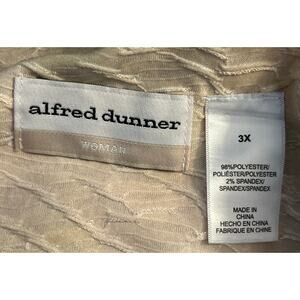 alfred dunner
WOMAN
3X
98%POLYESTER/
POLIÉSTER/POLYESTER
2% SPANDEX/
SPANDEX/SPANDEX
MADE IN
CHINA
HECHO EN CHINA
FABRIQUE EN CHINE